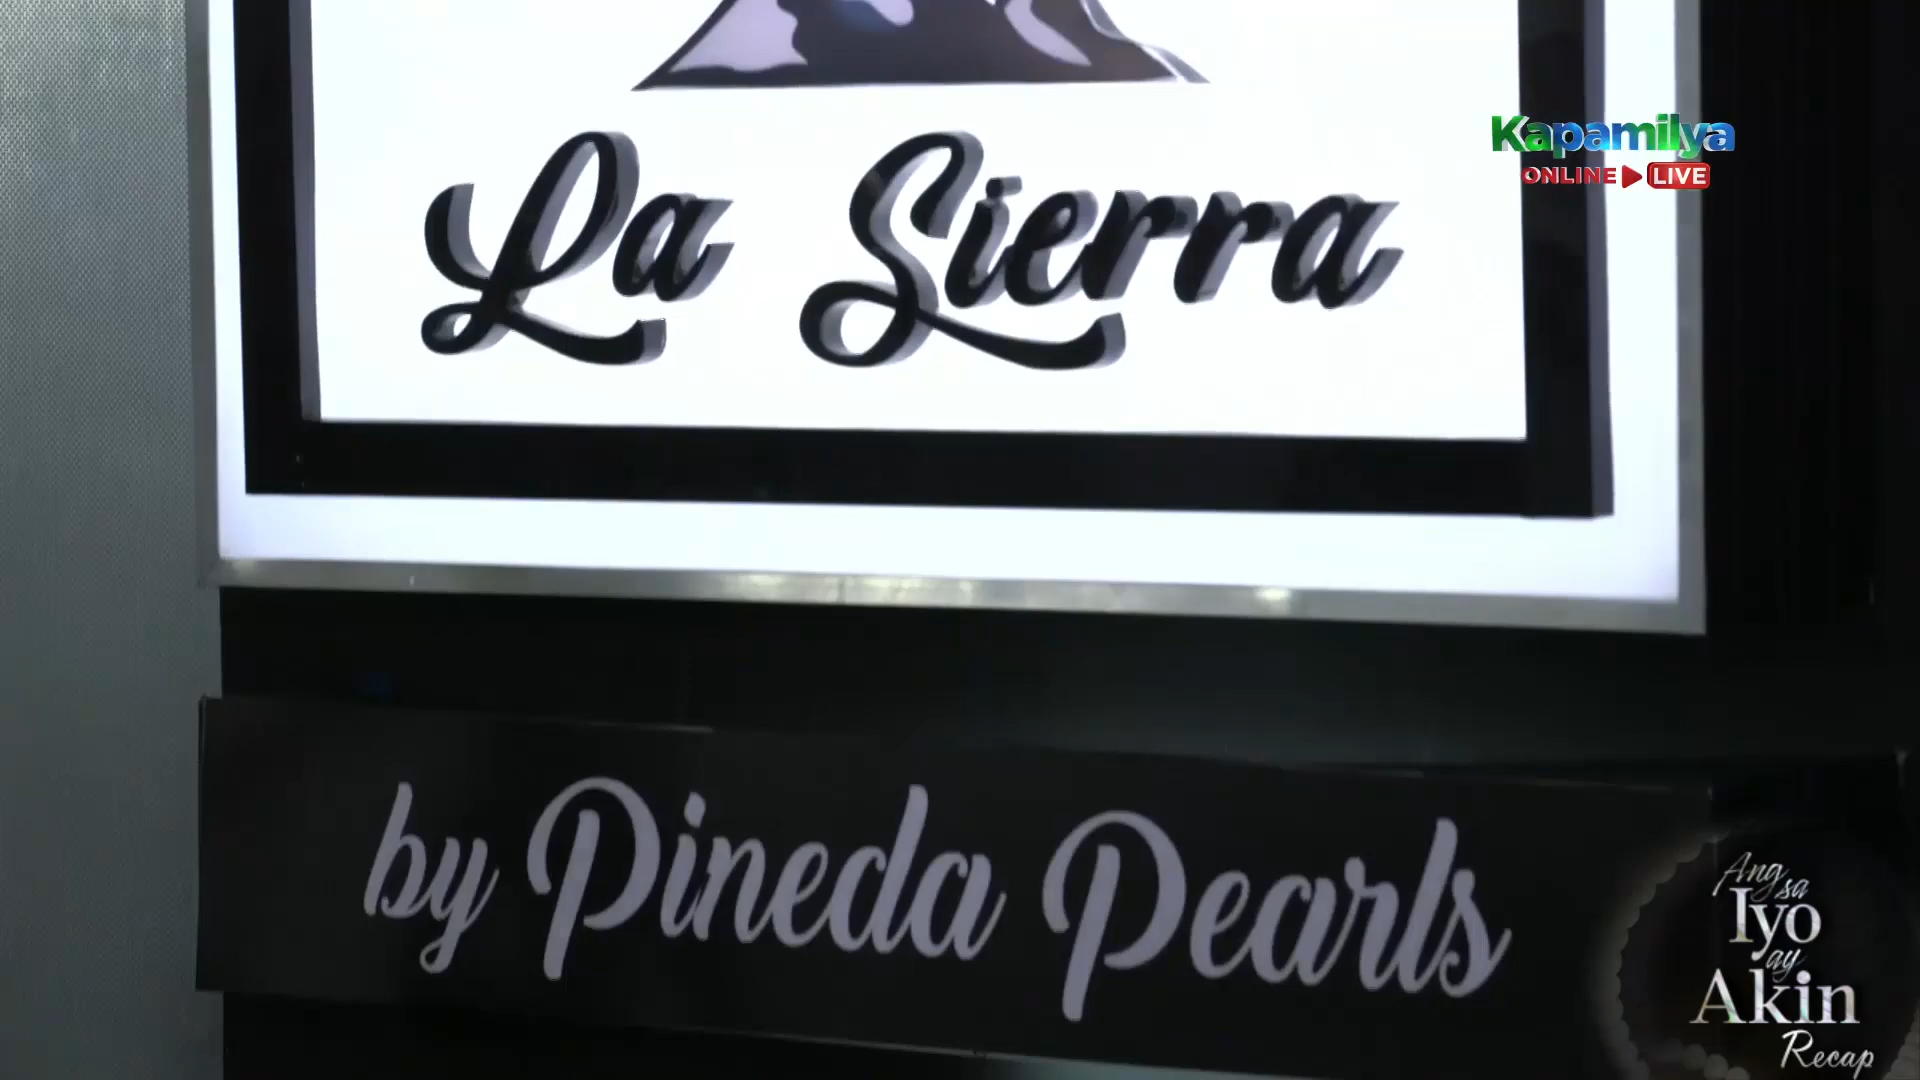 La Sierra
by Pineda Pearls
Kapamilya
ONLINE LIVE
Ang sa
Iyo
ay
Akin
Recap